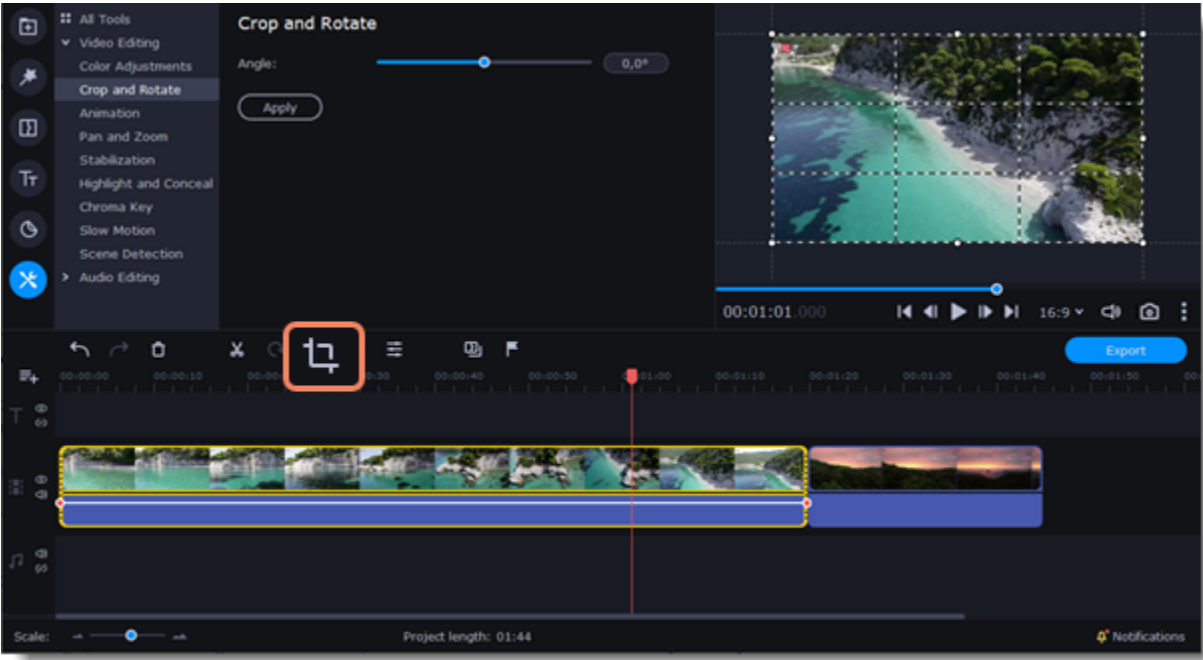 All Tools
Video Editing
Color Adjustments
Crop and Rotate
Animation
Pan and Zoom
Stabilization
Highlight and Conceal
Chroma Key
Slow Motion
Scene Detection
Audio Editing
Crop and Rotate
Angle:
0,0°
Apply
00:01:01.000
16:9
Export
00:00:00 00:00:10 00:00:40 00:00:50 00:01:10 00:01:20 00:01:30 00:01:40 00:01:50
Scale:
Project length: 01:44
Notifications